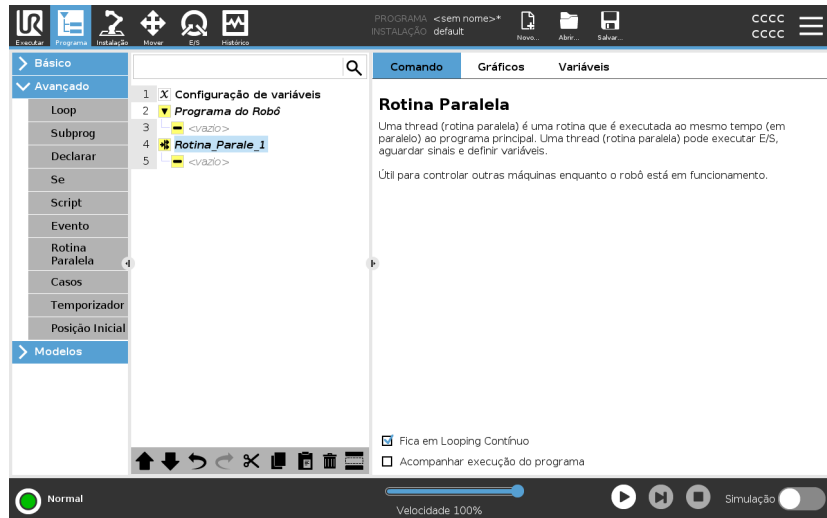 PROGRAMA <sem nome>*
INSTALAÇÃO default
CCCC
CCCC
Executar Programa Instalação Mover E/S Histórico
Novo... Abrir... Salvar...
Básico
Avançado
Loop
Subprog
Declarar
Se
Script
Evento
Rotina
Paralela
Casos
Temporizador
Posição Inicial
Modelos
1 X Configuração de variáveis
2 Programa do Robô
3 <vazio>
4 Rotina_Parale_1
5 <vazio>
Comando Gráficos Variáveis
Rotina Paralela
Uma thread (rotina paralela) é uma rotina que é executada ao mesmo tempo (em
paralelo) ao programa principal. Uma thread (rotina paralela) pode executar E/S,
aguardar sinais e definir variáveis.
Útil para controlar outras máquinas enquanto o robô está em funcionamento.
Fica em Looping Contínuo
Acompanhar execução do programa
Normal
Velocidade 100%
Simulação